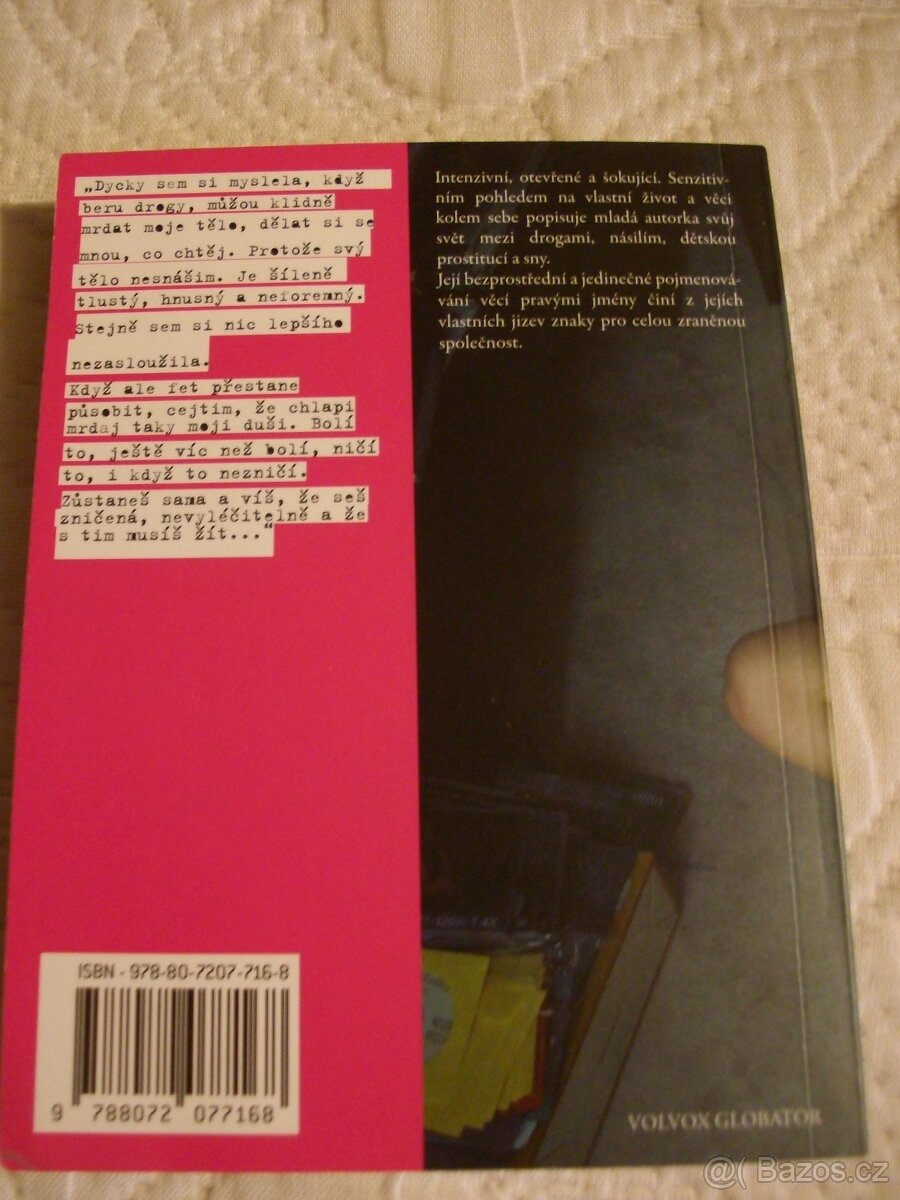 „Dycky sem si myslela, když
beru drogy, můžou klidně
mrdat moje tělo, dělat si se
mnou, co chtěj. Protože svý
tělo nesnášim. Je šíleně
tlustý, hnusný a neforemný.
Stejně sem si nic lepšího
nezasloužila.
Když ale fet přestane
působit, cejtim, že chlapi
mrdaj taky moji duši. Bolí
to, ještě víc než bolí, ničí
to, i když to nezničí.
Zůstaneš sama a víš, že seš
zničená, nevyléčitelně a že
s tim musíš žít..."
Intenzivní, otevřené a šokující. Senzitiv-
ním pohledem na vlastní život a věci
kolem sebe popisuje mladá autorka svůj
svět mezi drogami, násilím, dětskou
prostitucí a sny.
Její bezprostřední a jedinečné pojmenová-
vání věcí pravými jmény činí z jejích
vlastních jizev znaky pro celou zraněnou
společnost.
ISBN - 978-80-7207-716-8
9 788072 077168
VOLVOX GLOBATOR
@ Bazos.cz